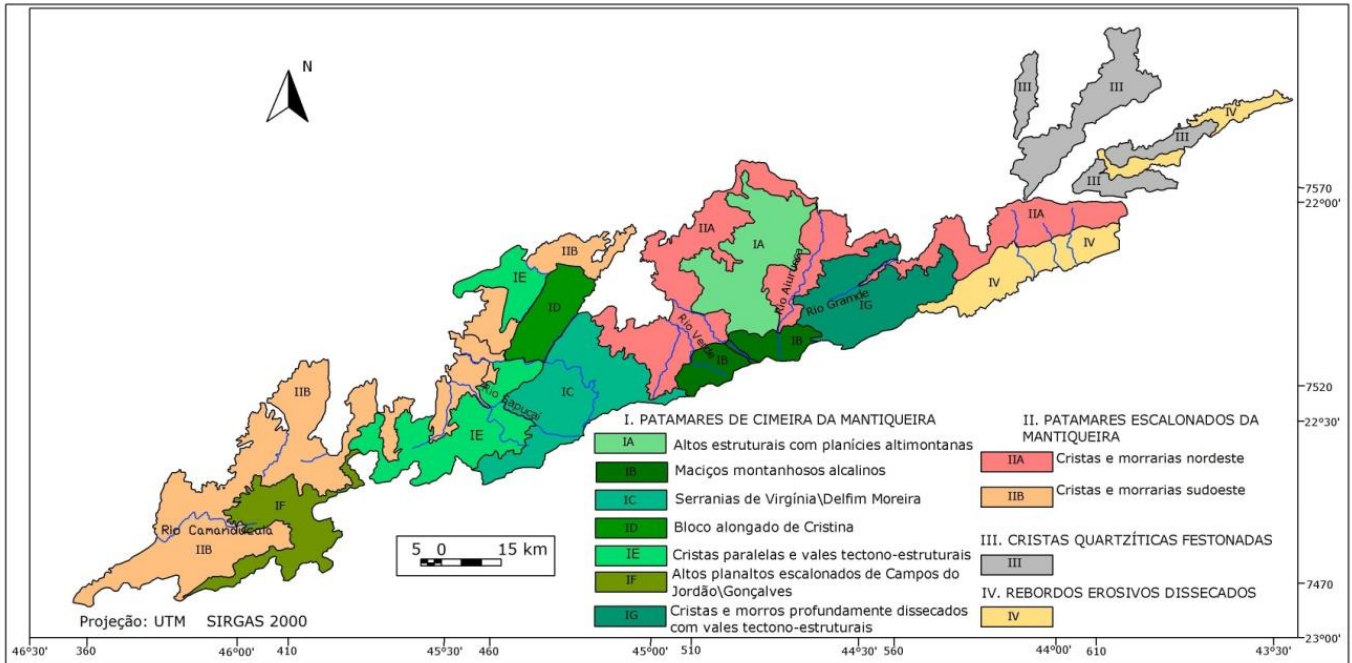 N
III
III
IV
III
III
7570
22°00'
IIA
IV
IV
IIA
IA
IIB
IE
ID
Rio Aiuruoca
Rio Gramde
IG
Rio Verde
IB
IB
IC
Rio Sapucaí
IE
IIB
7520
22°30'
IF
Rio Camanducaia
IIB
5 0 15 km
I. PATAMARES DE CIMEIRA DA MANTIQUEIRA
IA Altos estruturais com planícies altimontanas
IB Maciços montanhosos alcalinos
IC Serranias de Virgínia\Delfim Moreira
ID Bloco alongado de Cristina
IE Cristas paralelas e vales tectono-estruturais
IF Altos planaltos escalonados de Campos do
Jordão\Gonçalves
IG Cristas e morros profundamente dissecados
com vales tectono-estruturais
II. PATAMARES ESCALONADOS DA
MANTIQUEIRA
IIA Cristas e morrarias nordeste
IIB Cristas e morrarias sudoeste
III. CRISTAS QUARTZÍTICAS FESTONADAS
III
IV. REBORDOS EROSIVOS DISSECADOS
IV
7470
23°00'
Projeção: UTM SIRGAS 2000
46°30' 360 46°00' 410 45°30' 460 45°00' 510 44°30' 560 44°00' 610 43°30'